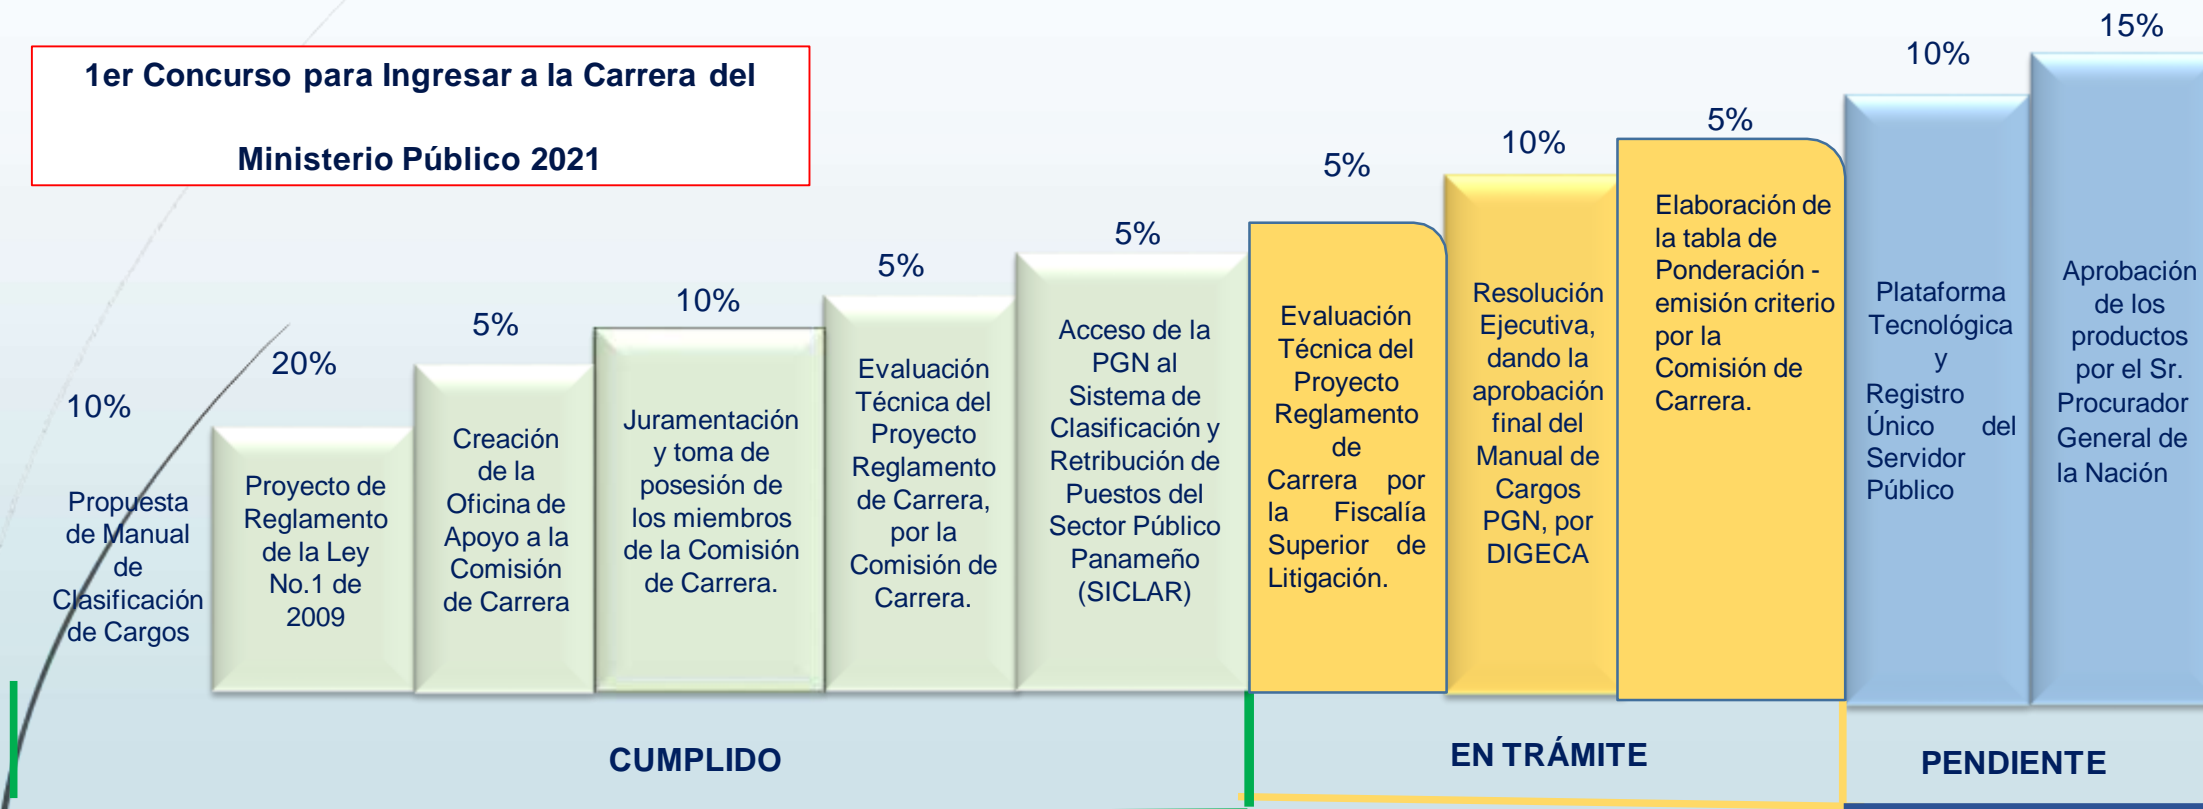 1er Concurso para Ingresar a la Carrera del
Ministerio Público 2021
10%
Propuesta
de Manual
de
Clasificación
de Cargos
20%
Proyecto de
Reglamento
de la Ley
No.1 de
2009
5%
Creación
de la
Oficina de
Apoyo a la
Comisión
de Carrera
10%
Juramentación
y toma de
posesión de
los miembros
de la Comisión
de Carrera.
5%
Evaluación
Técnica del
Proyecto
Reglamento
de Carrera,
por la
Comisión de
Carrera.
5%
Acceso de la
PGN al
Sistema de
Clasificación y
Retribución de
Puestos del
Sector Público
Panameño
(SICLAR)
5%
Evaluación
Técnica del
Proyecto
Reglamento
de
Carrera por
la Fiscalía
Superior de
Litigación.
10%
Resolución
Ejecutiva,
dando la
aprobación
final del
Manual de
Cargos
PGN, por
DIGECA
5%
Elaboración de
la tabla de
Ponderación -
emisión criterio
por la
Comisión de
Carrera.
10%
Plataforma
Tecnológica
y
Registro
Único del
Servidor
Público
15%
Aprobación
de los
productos
por el Sr.
Procurador
General de
la Nación
CUMPLIDO
EN TRÁMITE
PENDIENTE